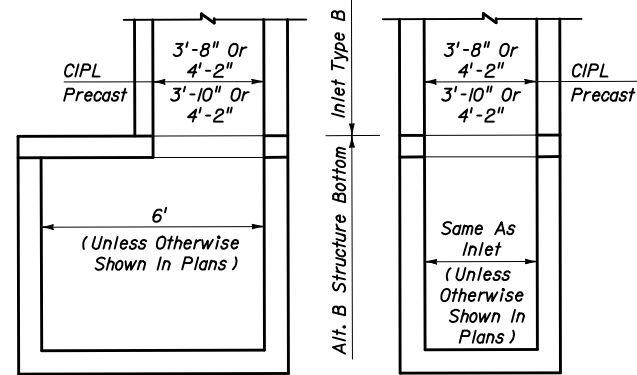 CIPL
Precast
3'-8" Or
4'-2"
3'-10" Or
4'-2"
6'
(Unless Otherwise
Shown In Plans)
Inlet Type B
Alt. B Structure Bottom
3'-8" Or
4'-2"
3'-10" Or
4'-2"
CIPL
Precast
Same As
Inlet
(Unless
Otherwise
Shown In
Plans)